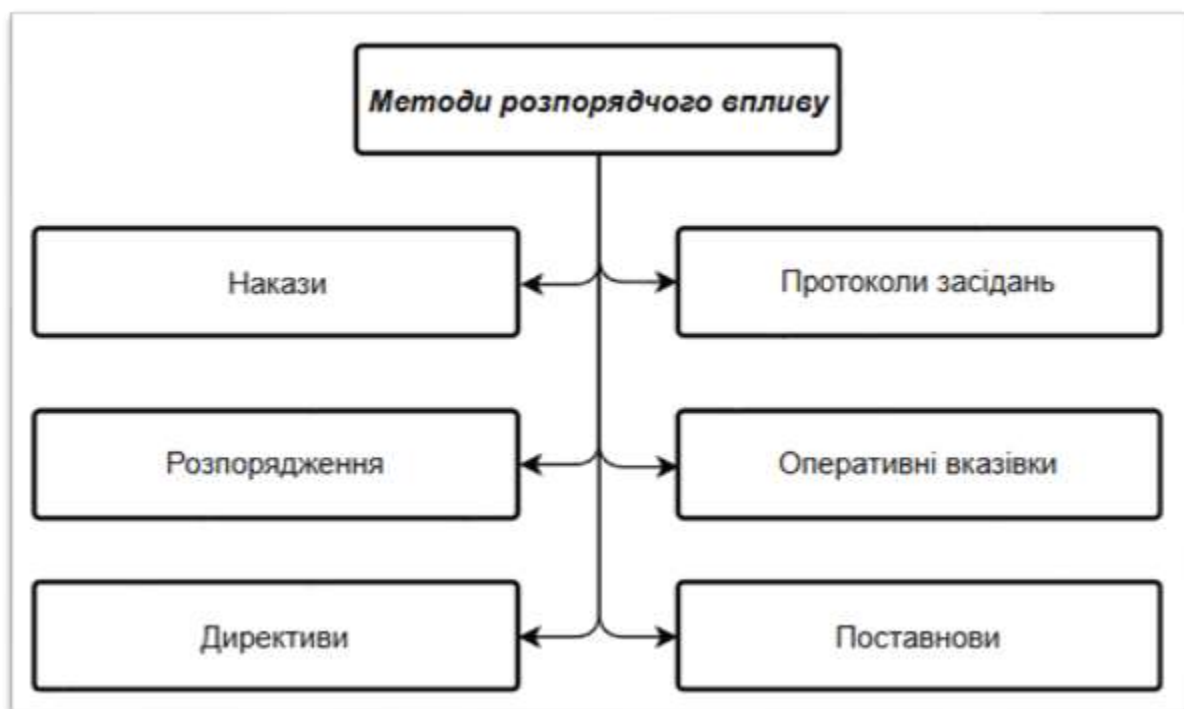 Методи розпорядчого впливу
Накази
Протоколи засідань
Розпорядження
Оперативні вказівки
Директиви
Поставнови